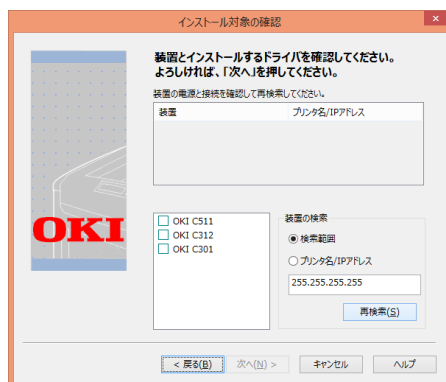 インストール対象の確認
装置とインストールするドライバを確認してください。
よろしければ、「次へ」を押してください。
装置の電源と接続を確認して再検索してください。
装置 プリンタ名/IPアドレス
OKI
OKI C511
OKI C312
OKI C301
装置の検索
検索範囲
プリンタ名/IPアドレス
255.255.255.255
再検索(S)
< 戻る(B) 次へ(N) > キャンセル ヘルプ